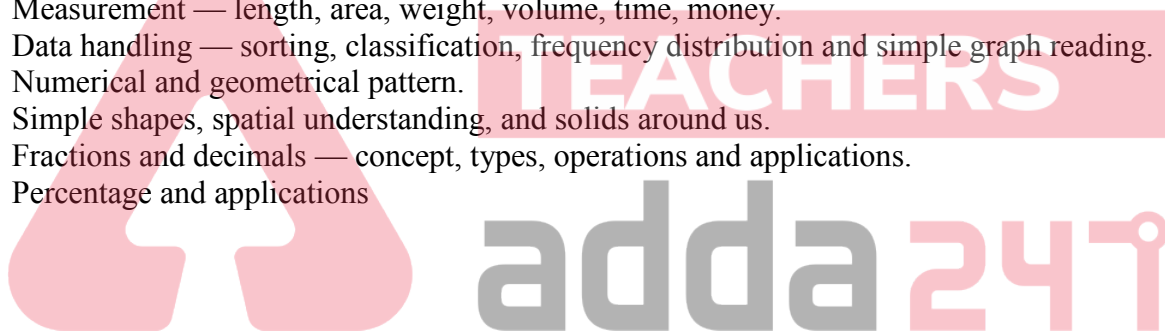 Measurement — length, area, weight, volume, time, money.
Data handling — sorting, classification, frequency distribution and simple graph reading.
TEACHERS
Numerical and geometrical pattern.
Simple shapes, spatial understanding, and solids around us.
Fractions and decimals — concept, types, operations and applications.
Percentage and applications
adda 247